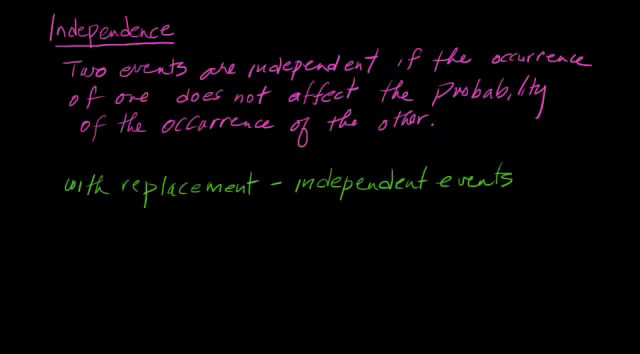 Independence
Two events are independent if the occurrence
of one does not affect the Probability
of the occurrence of the other.
with replacement - independent events